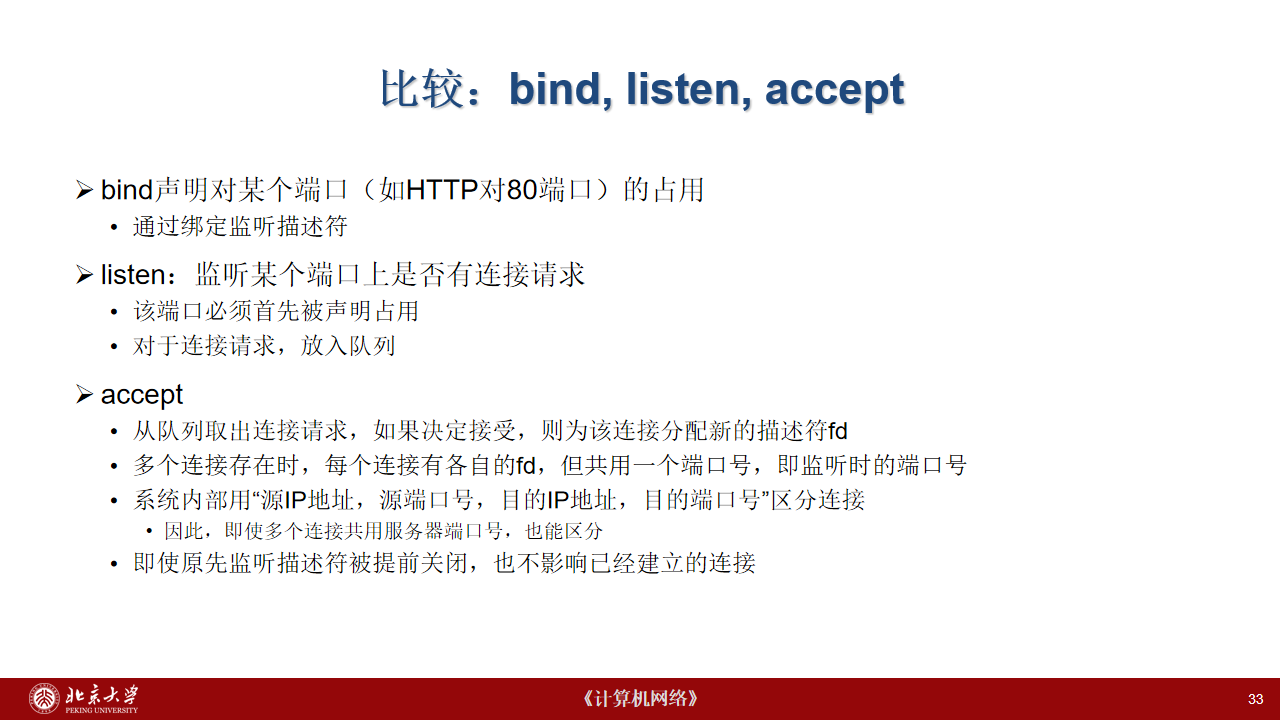 比较：bind, listen, accept
➢ bind声明对某个端口（如HTTP对80端口）的占用
• 通过绑定监听描述符
➢ listen：监听某个端口上是否有连接请求
• 该端口必须首先被声明占用
• 对于连接请求，放入队列
➢ accept
• 从队列取出连接请求，如果决定接受，则为该连接分配新的描述符fd
• 多个连接存在时，每个连接有各自的fd，但共用一个端口号，即监听时的端口号
• 系统内部用“源IP地址，源端口号，目的IP地址，目的端口号”区分连接
• 因此，即使多个连接共用服务器端口号，也能区分
• 即使原先监听描述符被提前关闭，也不影响已经建立的连接
北京大学
PEKING UNIVERSITY
《计算机网络》
33